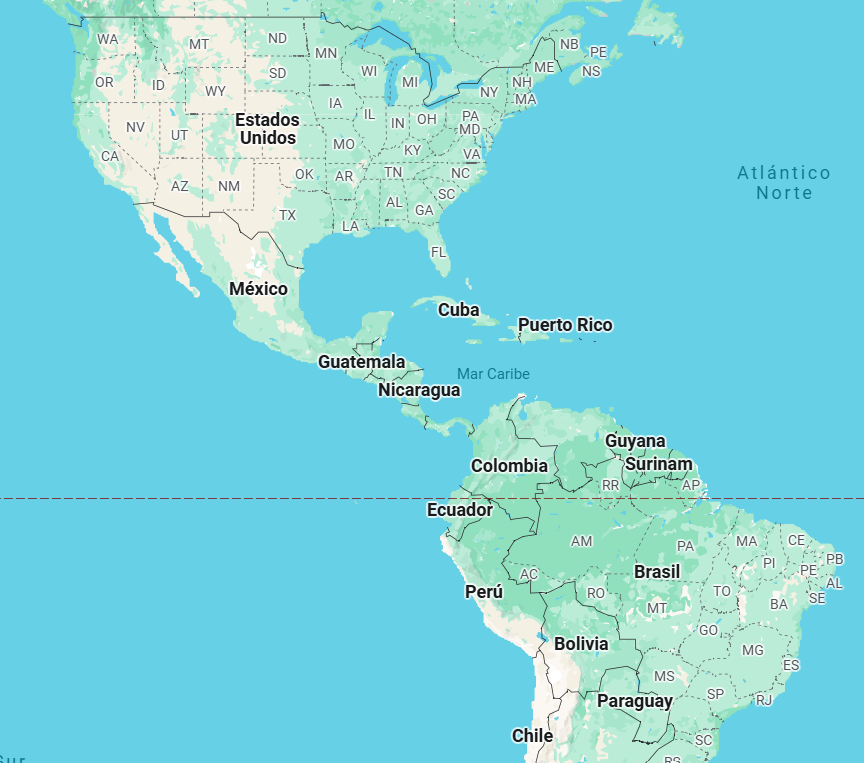 WA
MT
ND
MN
NB
PE
ME
NS
OR
ID
SD
WI
MI
NH
WY
NY
MA
IA
Estados
Unidos
NV
UT
IL
IN
OH
PA
MD
MO
KY
VA
CA
Atlántico
Norte
AZ
NM
OK
AR
TN
NC
SC
AL
GA
TX
LA
FL
México
Cuba
Puerto Rico
Guatemala
Mar Caribe
Nicaragua
Guyana
Colombia
Surinam
RR
AP
Ecuador
AM
PA
MA
CE
PB
PI
PE
AC
Brasil
AL
Perú
RO
TO
SE
MT
BA
GO
Bolivia
MG
ES
MS
SP
RJ
Paraguay
Chile
SC
RS